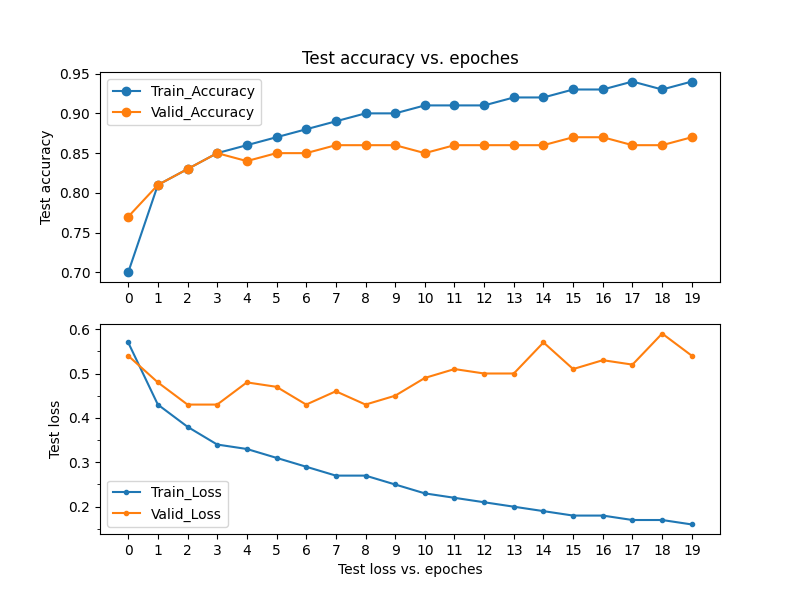 Test accuracy vs. epoches
Test accuracy
0.95
0.90
0.85
0.80
0.75
0.70
Train_Accuracy
Valid_Accuracy
0 1 2 3 4 5 6 7 8 9 10 11 12 13 14 15 16 17 18 19
Test loss
0.6
0.5
0.4
0.3
0.2
Train_Loss
Valid_Loss
0 1 2 3 4 5 6 7 8 9 10 11 12 13 14 15 16 17 18 19
Test loss vs. epoches